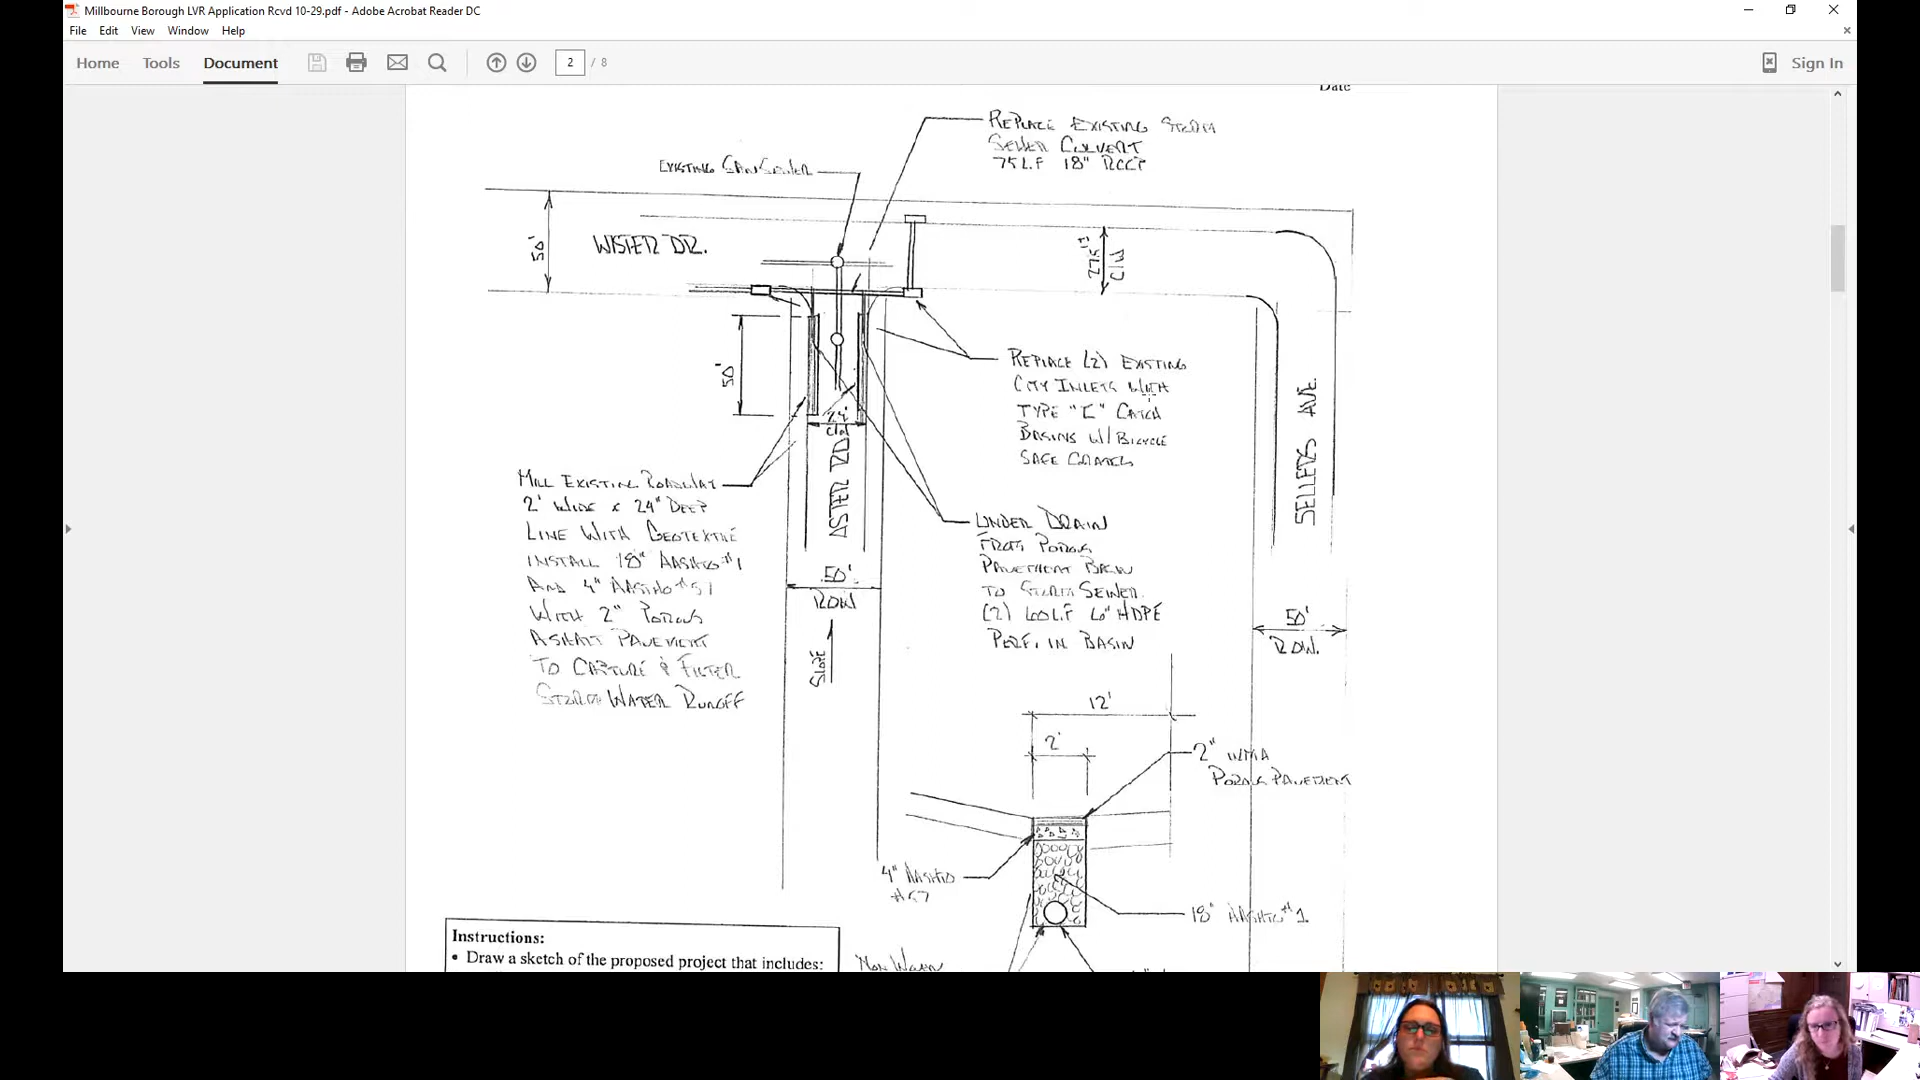 Millbourne Borough LVR Application Rcvd 10-29.pdf - Adobe Acrobat Reader DC
File Edit View Window Help
Home Tools Document 2 / 8 Sign In
Date
REPLACE EXISTING STORM
SEWER CULVERT
75 L.F 18" RCCP
EXISTING SAN SEWER
50'
WISTER DR.
C/W
50'
REPLACE (2) EXISTING
CITY INLETS WITH
TYPE "C" CATCH
BASINS W/ BICYCLE
SAFE GRATES
24'
SELLERS AVE.
MILL EXISTING ROADWAY
2' WIDE x 24" DEEP
LINE WITH GEOTEXTILE
INSTALL 18" AASHTO #1
AND 4" AASHTO #57
WITH 2" POROUS
ASHALT PAVEMENT
TO CAPTURE & FILTER
STORM WATER RUNOFF
ASTER RD.
UNDER DRAIN
FROM POROUS
PAVEMENT BASIN
TO STORM SEWER
(2) 60 L.F 6" HDPE
PERF. IN BASIN
50'
ROW
SLOPE
50'
ROW.
12'
2'
2" WMA
POROUS PAVEMENT
4" AASHTO
#57
18" AASHTO #1
Instructions:
• Draw a sketch of the proposed project that includes:
NON WOVEN